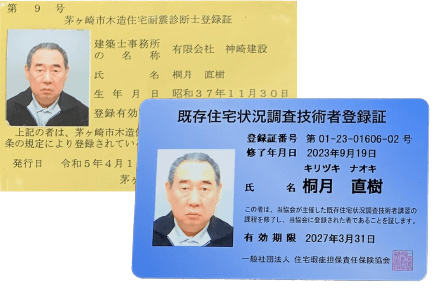 第 9 号
茅ヶ崎市木造住宅耐震診断士登録証
建築士事務所の名称 有限会社 神崎建設
氏名 桐月 直樹
生年月日 昭和37年11月30日
登録有効
上記の者は、茅ヶ崎市木造住
条の規定により登録されてい
発行日 令和5年4月1
茅ヶ
既存住宅状況調査技術者登録証
登録証番号 第 01-23-01606-02 号
修了年月日 2023年9月19日
キリヅキ ナオキ
氏名 桐月 直樹
この者は、当協会が主催した既存住宅状況調査技術者講習の
課程を修了し、当協会に登録された者であることを証します。
有効期限 2027年3月31日
一般社団法人 住宅瑕疵担保責任保険協会